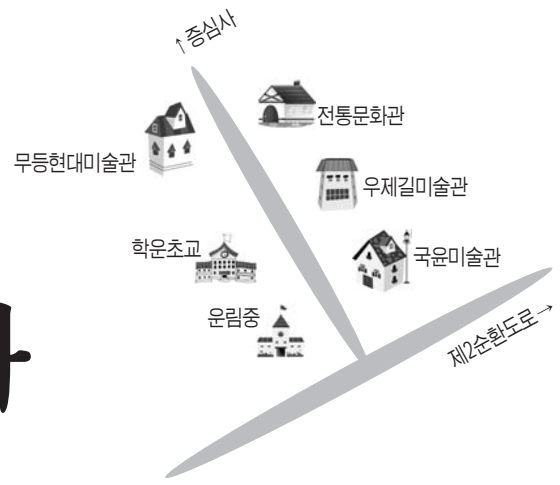 ↑ 증심사
전통문화관
무등현대미술관
우제길미술관
학운초교
국윤미술관
운림중
제2순환도로 →